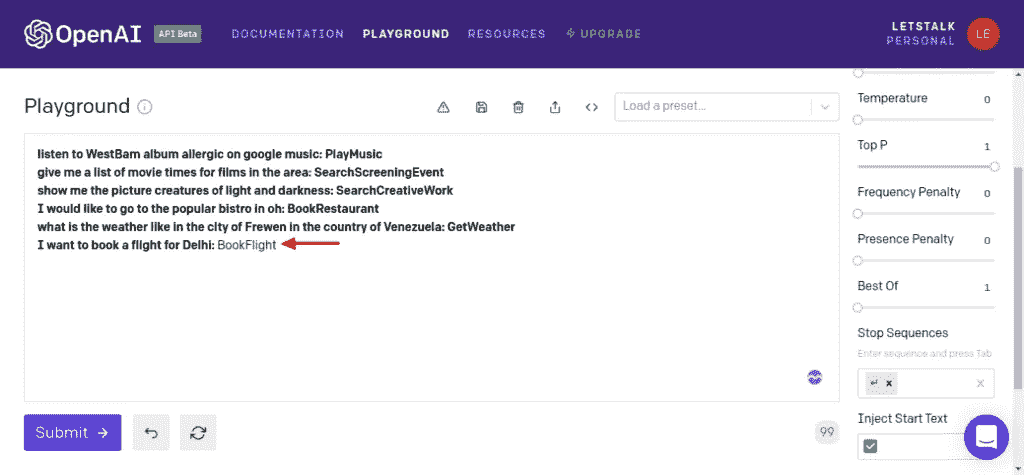 OpenAI API Beta DOCUMENTATION PLAYGROUND RESOURCES UPGRADE LETSTALK PERSONAL LE
Playground Load a preset...
listen to WestBam album allergic on google music: PlayMusic
give me a list of movie times for films in the area: SearchScreeningEvent
show me the picture creatures of light and darkness: SearchCreativeWork
I would like to go to the popular bistro in oh: BookRestaurant
what is the weather like in the city of Frewen in the country of Venezuela: GetWeather
I want to book a flight for Delhi: BookFlight
Submit
99
Temperature 0
Top P 1
Frequency Penalty 0
Presence Penalty 0
Best Of 1
Stop Sequences
Enter sequence and press Tab
↵ x
Inject Start Text